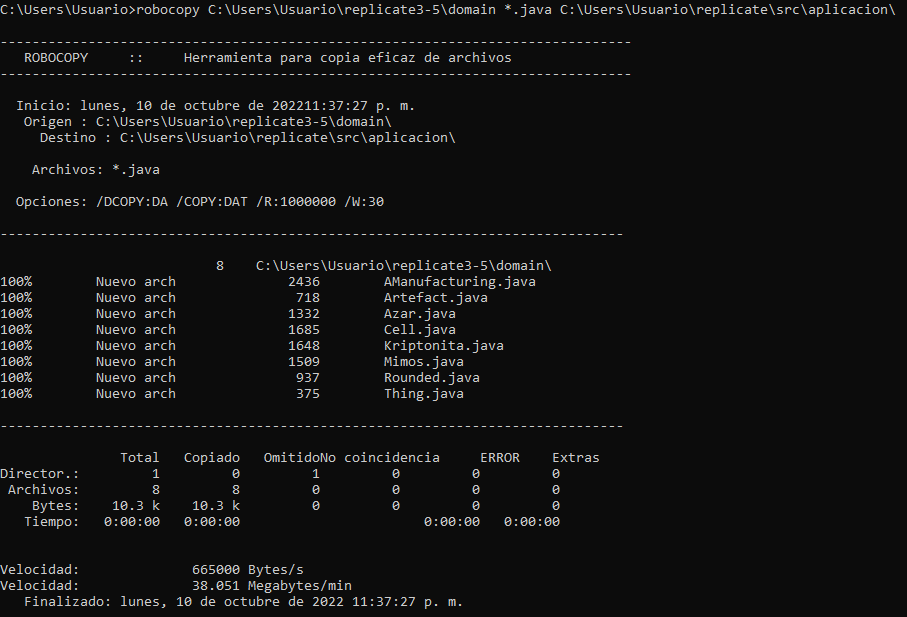 C:\Users\Usuario>robocopy C:\Users\Usuario\replicate3-5\domain *.java C:\Users\Usuario\replicate\src\aplicacion\
-------------------------------------------------------------------------------
   ROBOCOPY     ::     Herramienta para copia eficaz de archivos
-------------------------------------------------------------------------------
  Inicio: lunes, 10 de octubre de 202211:37:27 p. m.
   Origen : C:\Users\Usuario\replicate3-5\domain\
     Destino : C:\Users\Usuario\replicate\src\aplicacion\
    Archivos: *.java
  Opciones: /DCOPY:DA /COPY:DAT /R:1000000 /W:30
------------------------------------------------------------------------------
                           8    C:\Users\Usuario\replicate3-5\domain\
100%        Nuevo arch              2436        AManufacturing.java
100%        Nuevo arch               718        Artefact.java
100%        Nuevo arch              1332        Azar.java
100%        Nuevo arch              1685        Cell.java
100%        Nuevo arch              1648        Kriptonita.java
100%        Nuevo arch              1509        Mimos.java
100%        Nuevo arch               937        Rounded.java
100%        Nuevo arch               375        Thing.java
------------------------------------------------------------------------------
               Total   Copiado   OmitidoNo coincidencia     ERROR    Extras
Director.:         1         0         1         0         0         0
 Archivos:         8         8         0         0         0         0
    Bytes:    10.3 k    10.3 k         0         0         0         0
   Tiempo:   0:00:00   0:00:00                       0:00:00   0:00:00
Velocidad:              665000 Bytes/s
Velocidad:              38.051 Megabytes/min
   Finalizado: lunes, 10 de octubre de 2022 11:37:27 p. m.